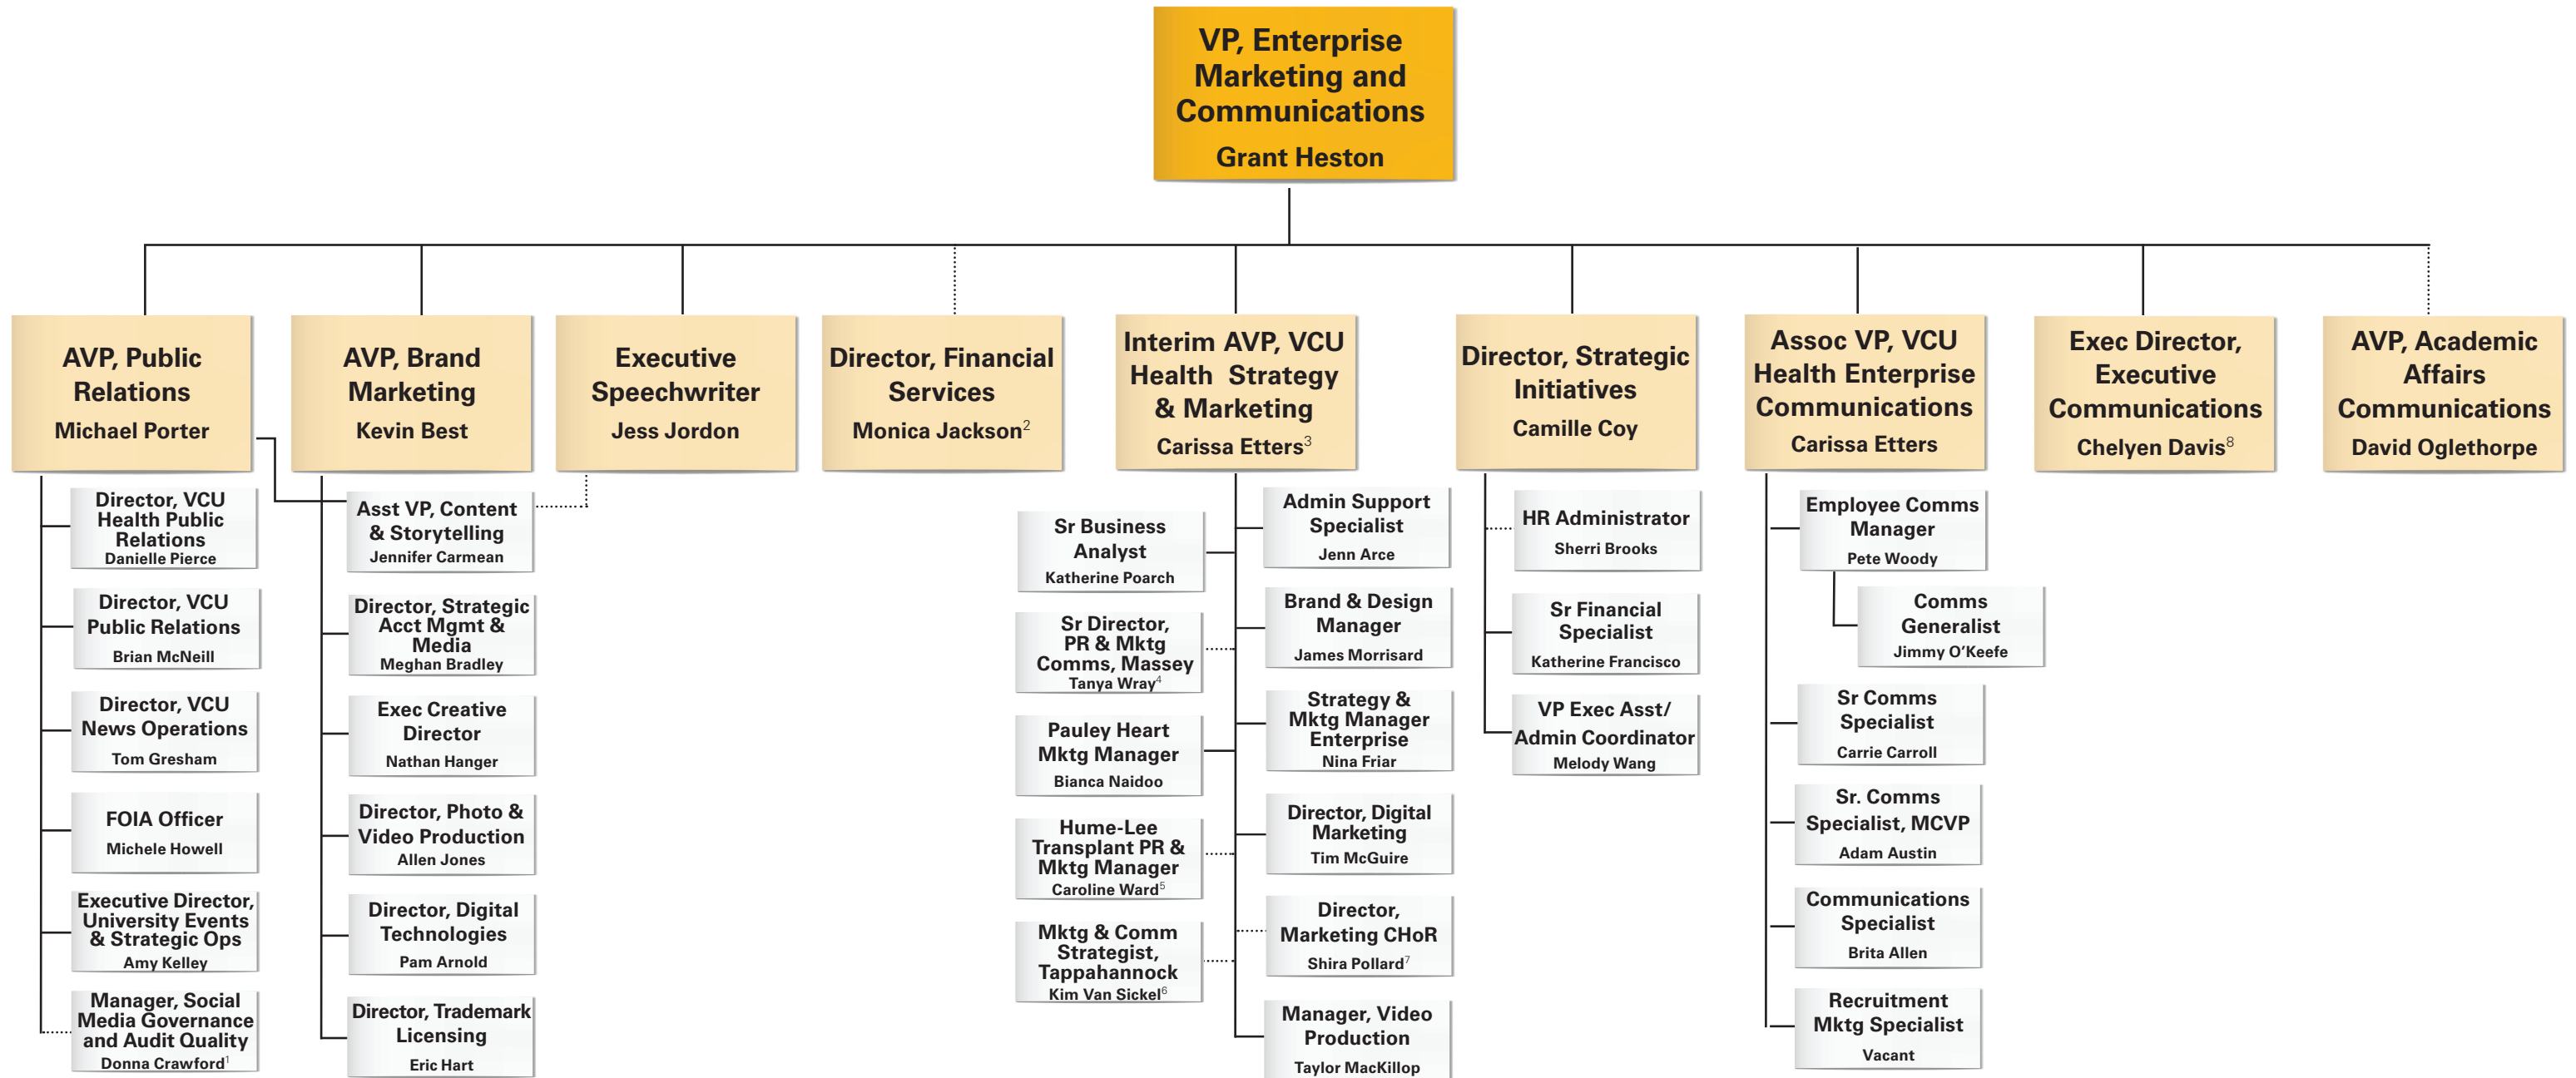 VP, Enterprise
Marketing and
Communications
Grant Heston
AVP, Public
Relations
Michael Porter
AVP, Brand
Marketing
Kevin Best
Executive
Speechwriter
Jess Jordon
Director, Financial
Services
Monica Jackson2
Interim AVP, VCU
Health Strategy
& Marketing
Carissa Etters3
Director, Strategic
Initiatives
Camille Coy
Assoc VP, VCU
Health Enterprise
Communications
Carissa Etters
Exec Director,
Executive
Communications
Chelyen Davis8
AVP, Academic
Affairs
Communications
David Oglethorpe
Director, VCU
Health Public
Relations
Danielle Pierce
Director, VCU
Public Relations
Brian McNeill
Director, VCU
News Operations
Tom Gresham
FOIA Officer
Michele Howell
Executive Director,
University Events
& Strategic Ops
Amy Kelley
Manager, Social
Media Governance
and Audit Quality
Donna Crawford1
Asst VP, Content
& Storytelling
Jennifer Carmean
Director, Strategic
Acct Mgmt &
Media
Meghan Bradley
Exec Creative
Director
Nathan Hanger
Director, Photo &
Video Production
Allen Jones
Director, Digital
Technologies
Pam Arnold
Director, Trademark
Licensing
Eric Hart
Sr Business
Analyst
Katherine Poarch
Sr Director,
PR & Mktg
Comms, Massey
Tanya Wray4
Pauley Heart
Mktg Manager
Bianca Naidoo
Hume-Lee
Transplant PR &
Mktg Manager
Caroline Ward5
Mktg & Comm
Strategist,
Tappahannock
Kim Van Sickel6
Admin Support
Specialist
Jenn Arce
Brand & Design
Manager
James Morrisard
Strategy &
Mktg Manager
Enterprise
Nina Friar
Director, Digital
Marketing
Tim McGuire
Director,
Marketing CHoR
Shira Pollard7
Manager, Video
Production
Taylor MacKillop
HR Administrator
Sherri Brooks
Sr Financial
Specialist
Katherine Francisco
VP Exec Asst/
Admin Coordinator
Melody Wang
Employee Comms
Manager
Pete Woody
Comms
Generalist
Jimmy O’Keefe
Sr Comms
Specialist
Carrie Carroll
Sr. Comms
Specialist, MCVP
Adam Austin
Communications
Specialist
Brita Allen
Recruitment
Mktg Specialist
Vacant